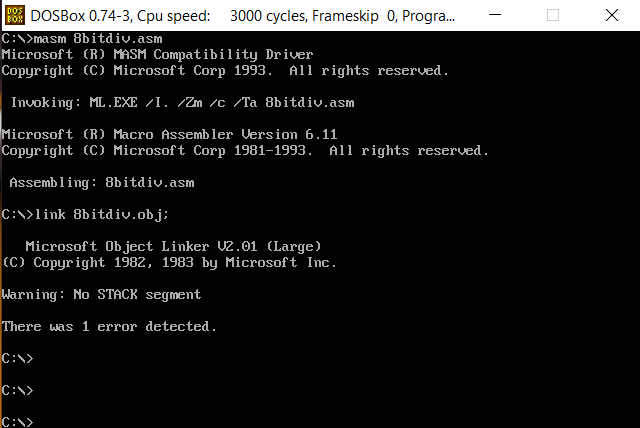 DOS BOX
DOSBox 0.74-3, Cpu speed: 3000 cycles, Frameskip 0, Progra...
C:\>masm 8bitdiv.asm
Microsoft (R) MASM Compatibility Driver
Copyright (C) Microsoft Corp 1993. All rights reserved.
Invoking: ML.EXE /I. /Zm /c /Ta 8bitdiv.asm
Microsoft (R) Macro Assembler Version 6.11
Copyright (C) Microsoft Corp 1981-1993. All rights reserved.
Assembling: 8bitdiv.asm
C:\>link 8bitdiv.obj;
Microsoft Object Linker V2.01 (Large)
(C) Copyright 1982, 1983 by Microsoft Inc.
Warning: No STACK segment
There was 1 error detected.
C:\>
C:\>
C:\>